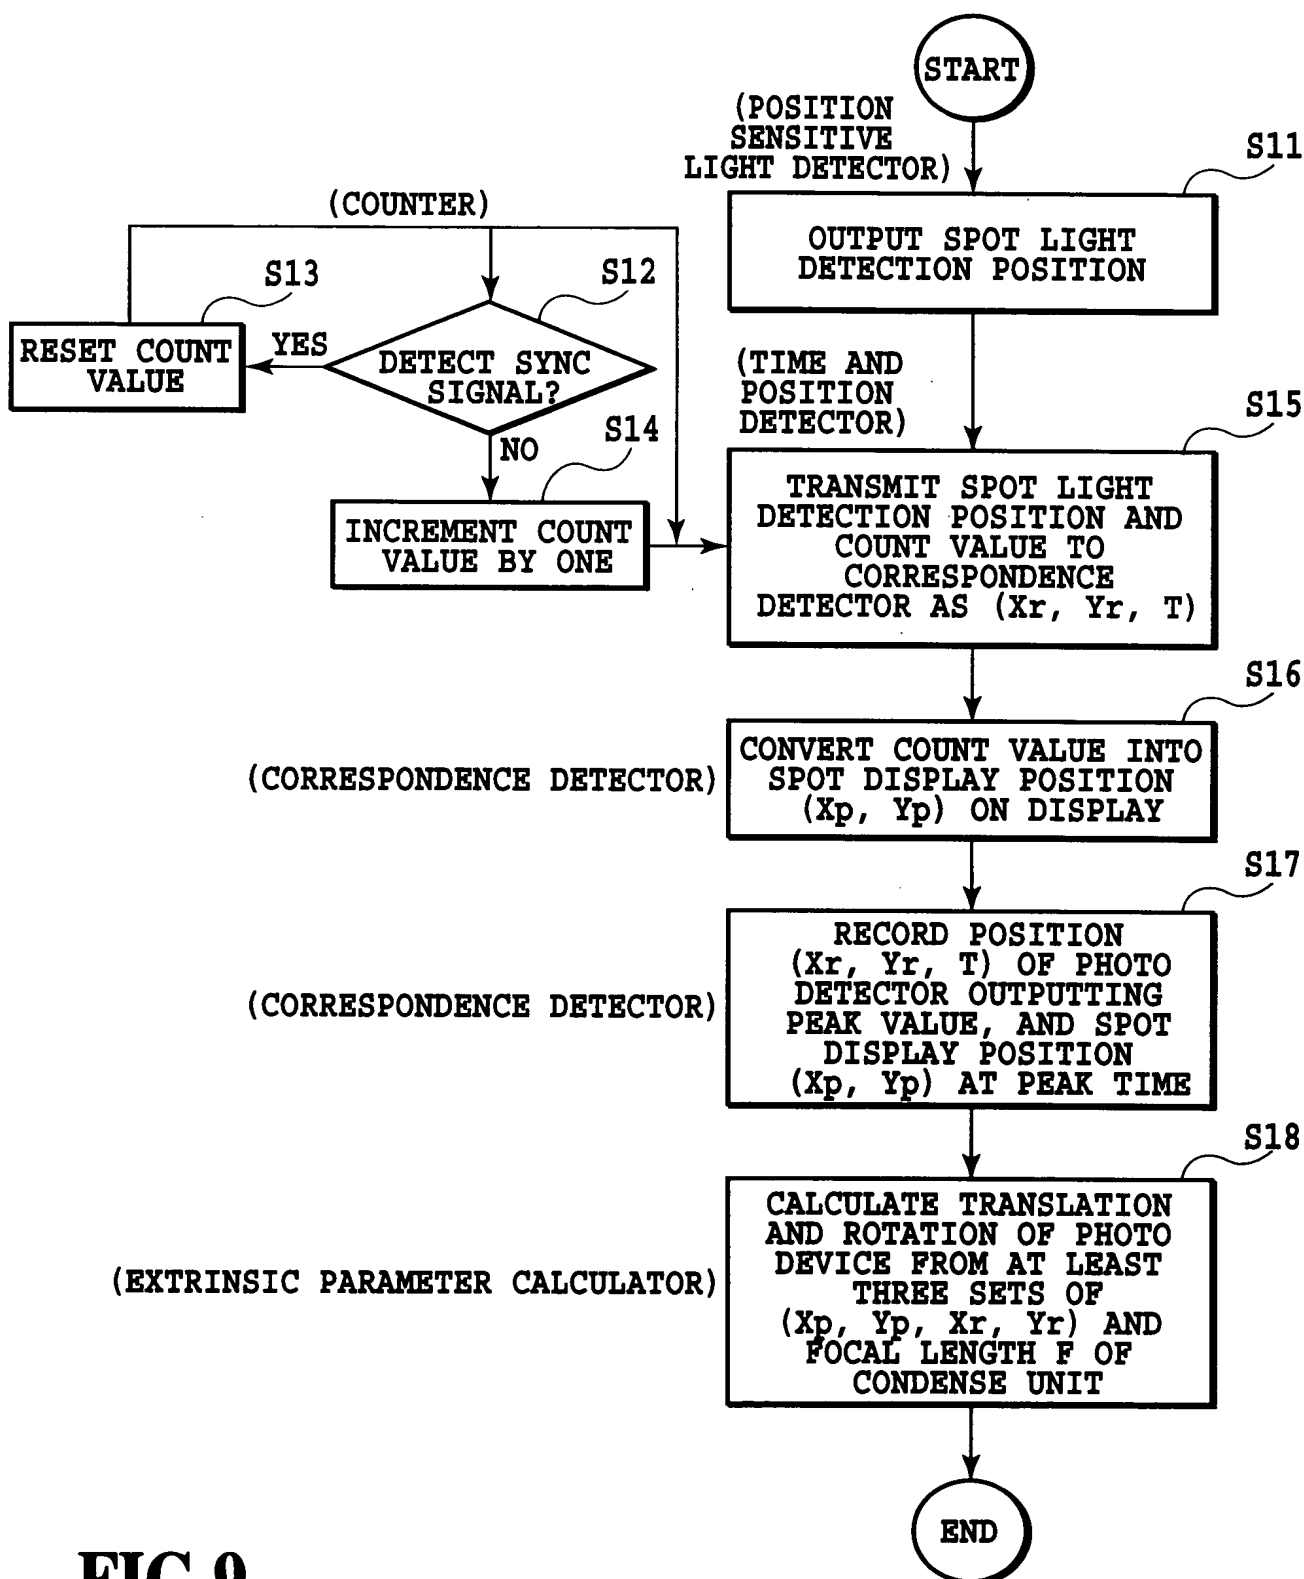 START
(POSITION
SENSITIVE
LIGHT DETECTOR)
S11
OUTPUT SPOT LIGHT
DETECTION POSITION
(COUNTER)
S13
S12
RESET COUNT
VALUE
YES
DETECT SYNC
SIGNAL?
NO
S14
INCREMENT COUNT
VALUE BY ONE
(TIME AND
POSITION
DETECTOR)
S15
TRANSMIT SPOT LIGHT
DETECTION POSITION AND
COUNT VALUE TO
CORRESPONDENCE
DETECTOR AS (Xr, Yr, T)
S16
(CORRESPONDENCE DETECTOR)
CONVERT COUNT VALUE INTO
SPOT DISPLAY POSITION
(Xp, Yp) ON DISPLAY
S17
(CORRESPONDENCE DETECTOR)
RECORD POSITION
(Xr, Yr, T) OF PHOTO
DETECTOR OUTPUTTING
PEAK VALUE, AND SPOT
DISPLAY POSITION
(Xp, Yp) AT PEAK TIME
S18
(EXTRINSIC PARAMETER CALCULATOR)
CALCULATE TRANSLATION
AND ROTATION OF PHOTO
DEVICE FROM AT LEAST
THREE SETS OF
(Xp, Yp, Xr, Yr) AND
FOCAL LENGTH F OF
CONDENSE UNIT
END
FIG.9